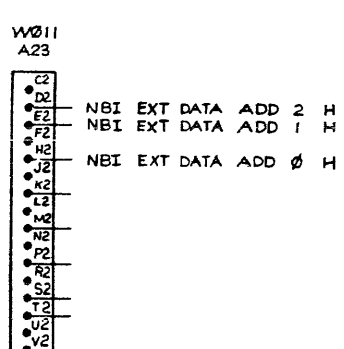 WØ11
A23
C2
D2
NBI EXT DATA ADD 2 H
E2
NBI EXT DATA ADD 1 H
F2
H2
NBI EXT DATA ADD Ø H
J2
K2
L2
M2
N2
P2
R2
S2
T2
U2
V2